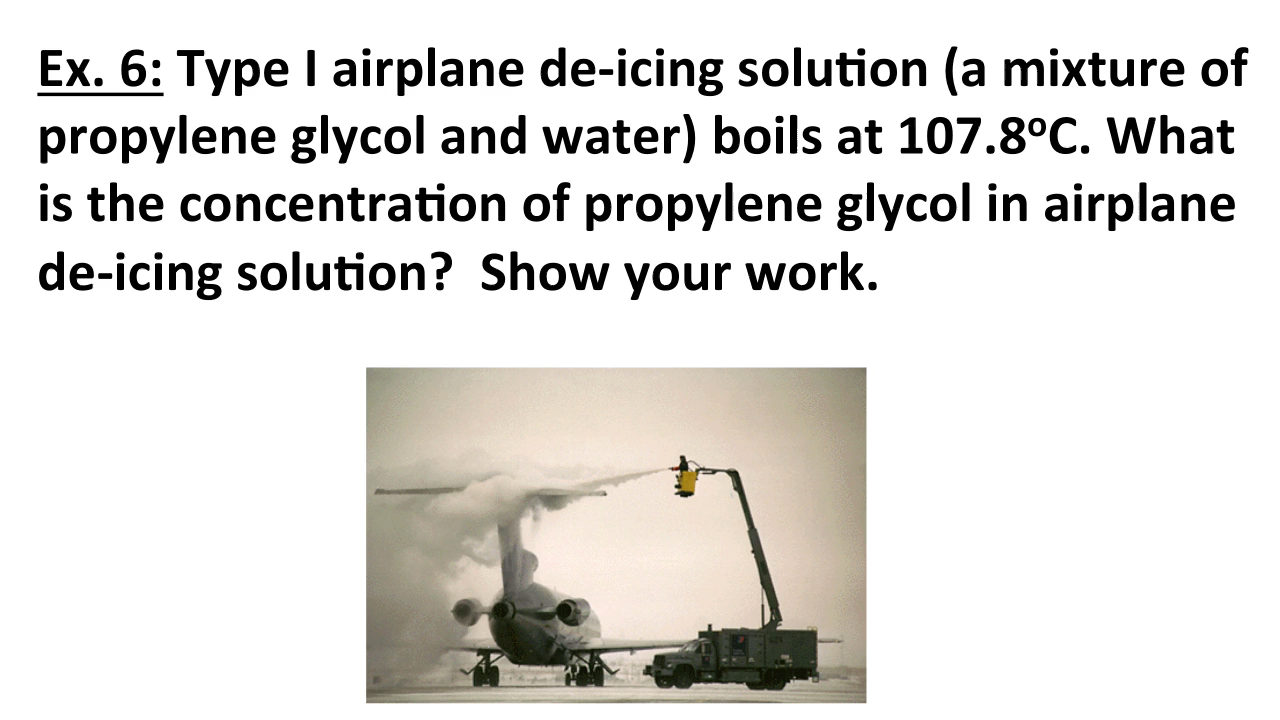 Ex. 6: Type I airplane de-icing solution (a mixture of
propylene glycol and water) boils at 107.8ºC. What
is the concentration of propylene glycol in airplane
de-icing solution?  Show your work.